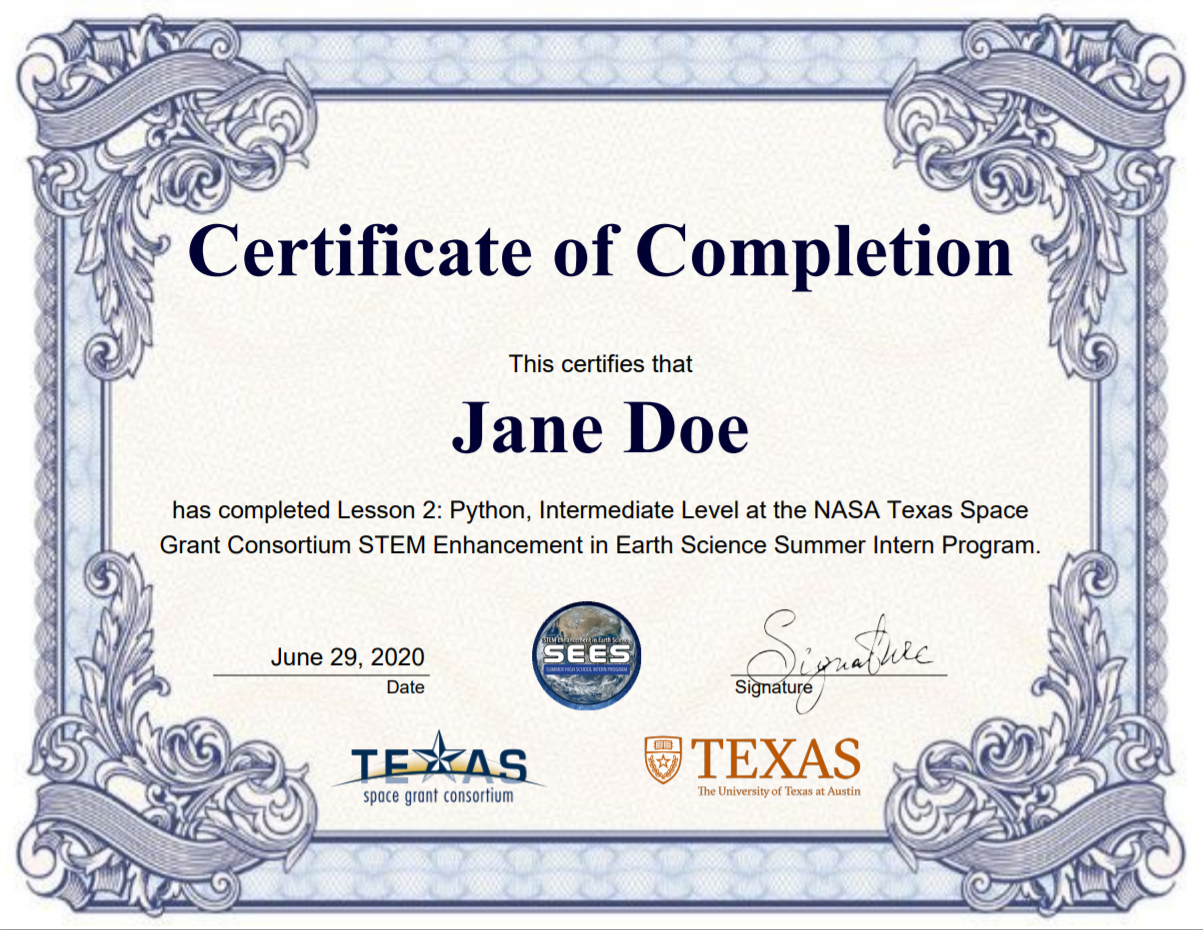 Certificate of Completion
This certifies that
Jane Doe
has completed Lesson 2: Python, Intermediate Level at the NASA Texas Space
Grant Consortium STEM Enhancement in Earth Science Summer Intern Program.
June 29, 2020
Date
STEM Enhancement in Earth Science
SEES
SUMMER HIGH SCHOOL INTERN PROGRAM
Signature
Signature
TEXAS
space grant consortium
TEXAS
The University of Texas at Austin